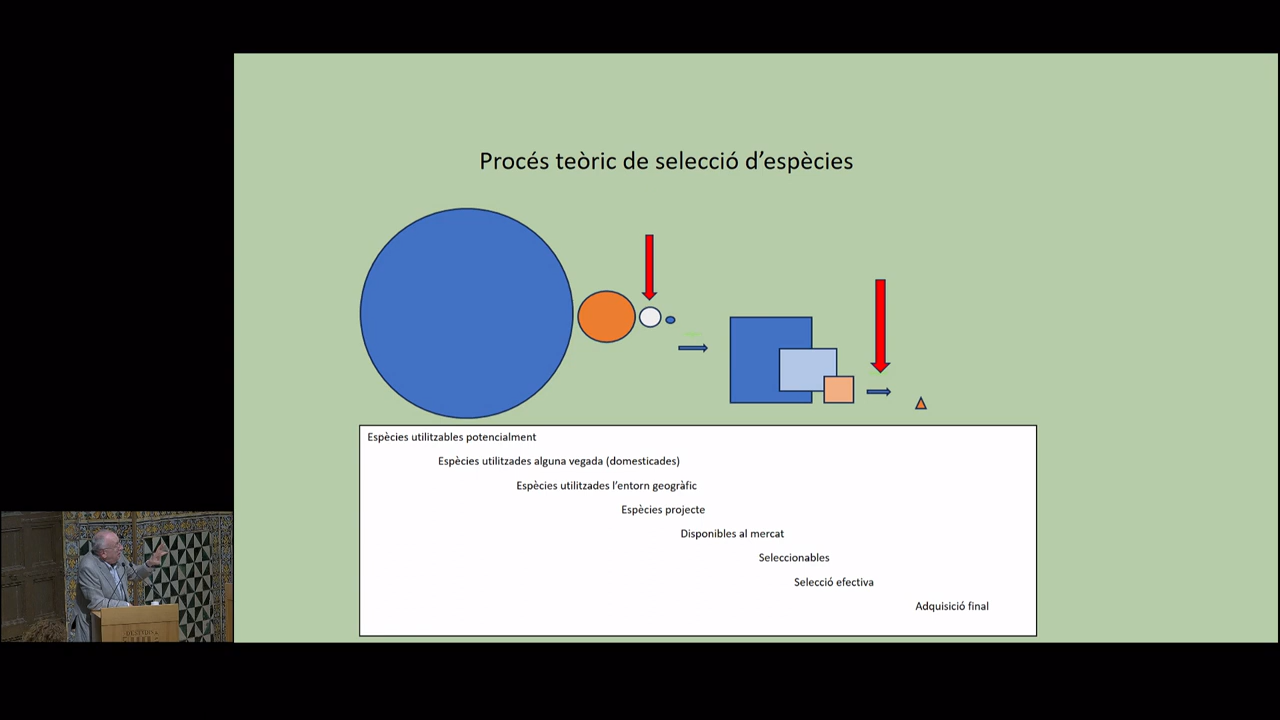 Procés teòric de selecció d’espècies
Espècies utilitzables potencialment
Espècies utilitzades alguna vegada (domesticades)
Espècies utilitzades l’entorn geogràfic
Espècies projecte
Disponibles al mercat
Seleccionables
Selecció efectiva
Adquisició final